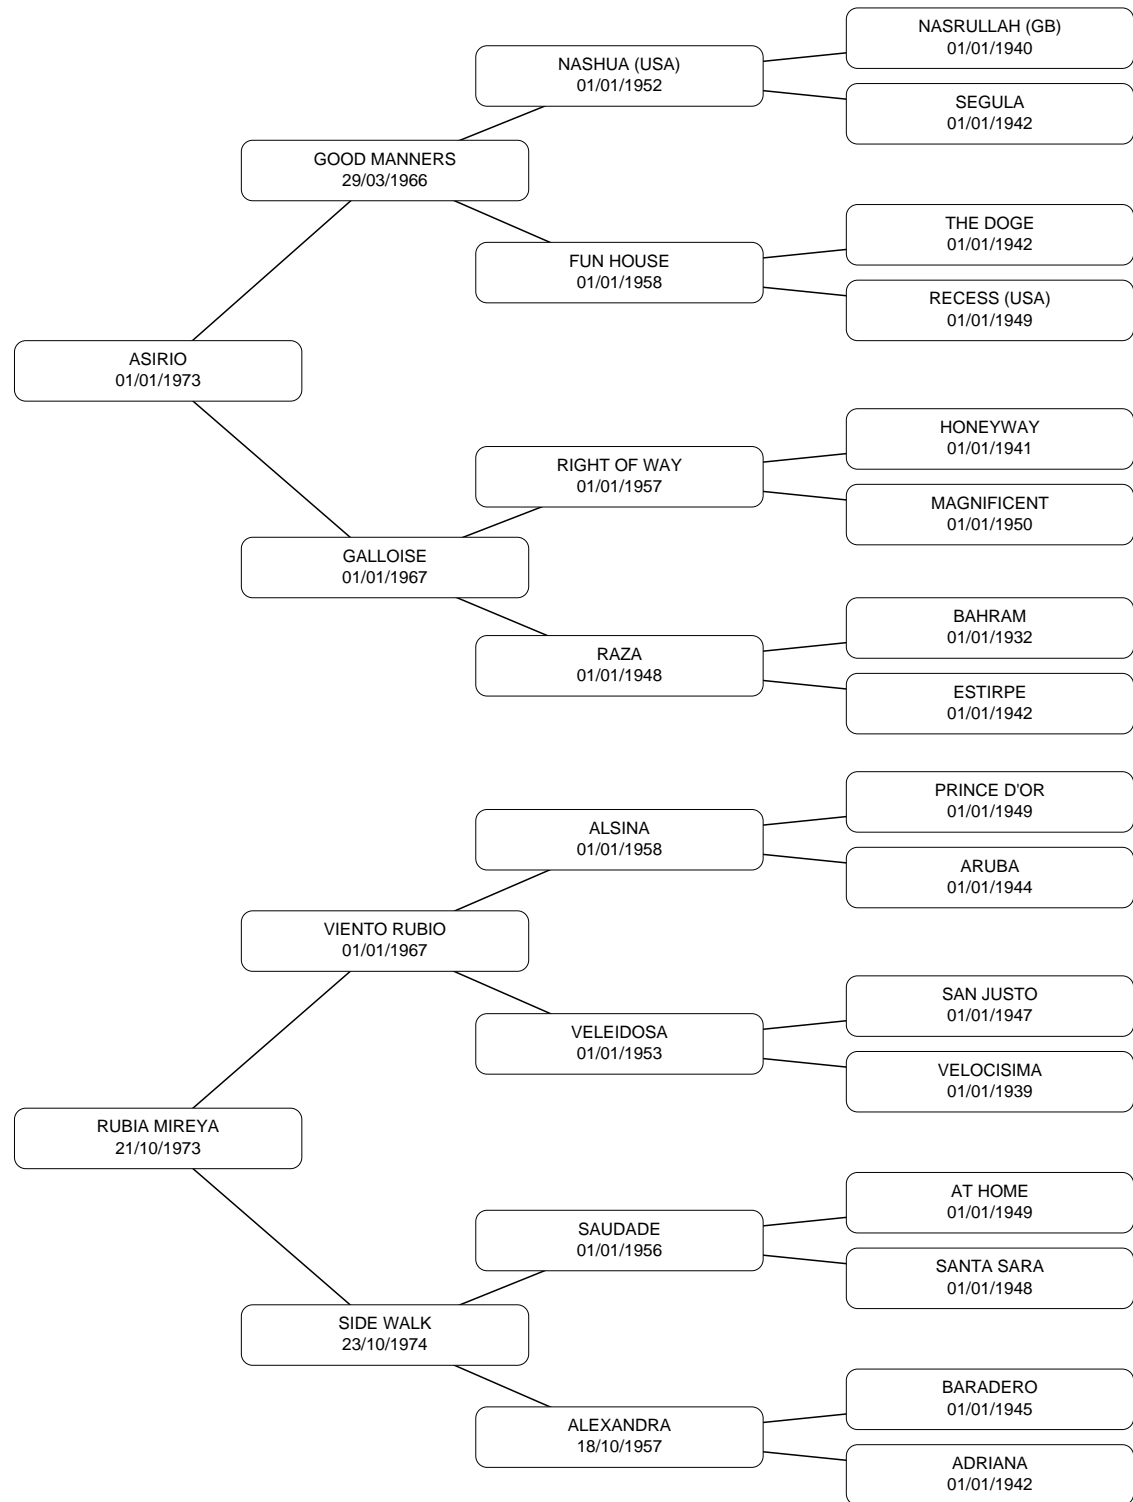 NASRULLAH (GB)
01/01/1940
NASHUA (USA)
01/01/1952
SEGULA
01/01/1942
GOOD MANNERS
29/03/1966
THE DOGE
01/01/1942
FUN HOUSE
01/01/1958
RECESS (USA)
01/01/1949
ASIRIO
01/01/1973
HONEYWAY
01/01/1941
RIGHT OF WAY
01/01/1957
MAGNIFICENT
01/01/1950
GALLOISE
01/01/1967
BAHRAM
01/01/1932
RAZA
01/01/1948
ESTIRPE
01/01/1942
PRINCE D'OR
01/01/1949
ALSINA
01/01/1958
ARUBA
01/01/1944
VIENTO RUBIO
01/01/1967
SAN JUSTO
01/01/1947
VELEIDOSA
01/01/1953
VELOCISIMA
01/01/1939
RUBIA MIREYA
21/10/1973
AT HOME
01/01/1949
SAUDADE
01/01/1956
SANTA SARA
01/01/1948
SIDE WALK
23/10/1974
BARADERO
01/01/1945
ALEXANDRA
18/10/1957
ADRIANA
01/01/1942